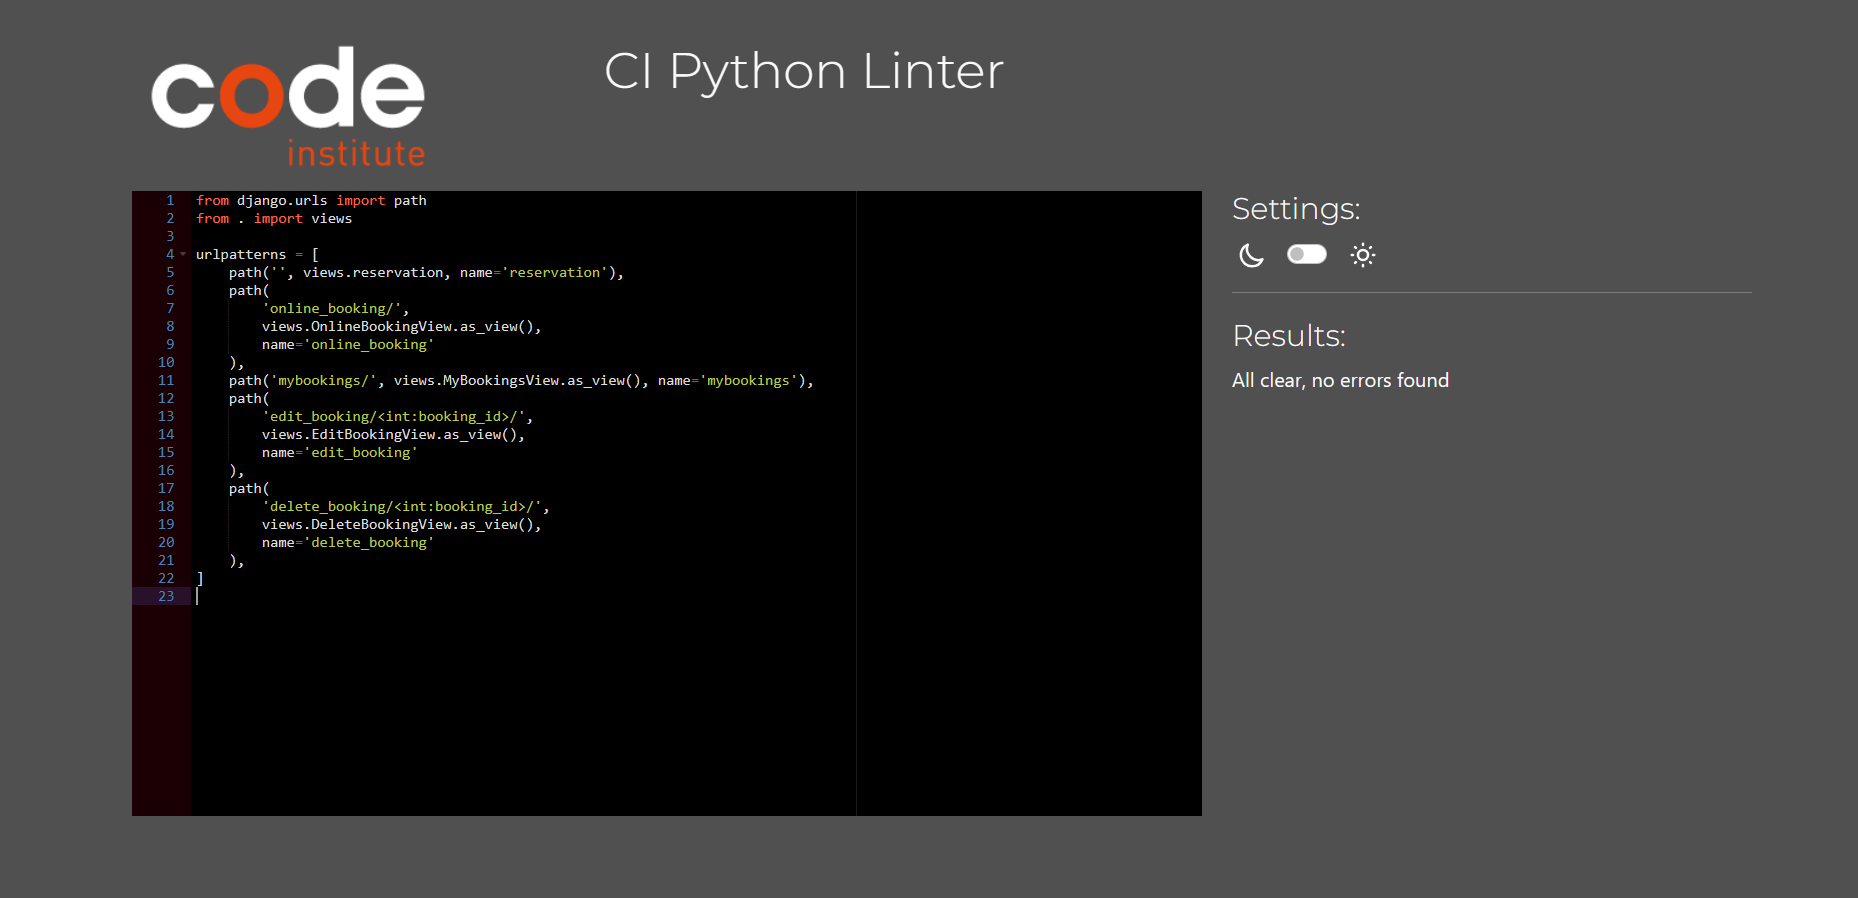 code
institute
CI Python Linter
1 from django.urls import path
2 from . import views
3
4 urlpatterns = [
5     path('', views.reservation, name='reservation'),
6     path(
7         'online_booking/',
8         views.OnlineBookingView.as_view(),
9         name='online_booking'
10     ),
11     path('mybookings/', views.MyBookingsView.as_view(), name='mybookings'),
12     path(
13         'edit_booking/<int:booking_id>/',
14         views.EditBookingView.as_view(),
15         name='edit_booking'
16     ),
17     path(
18         'delete_booking/<int:booking_id>/',
19         views.DeleteBookingView.as_view(),
20         name='delete_booking'
21     ),
22 ]
23
Settings:
Results:
All clear, no errors found